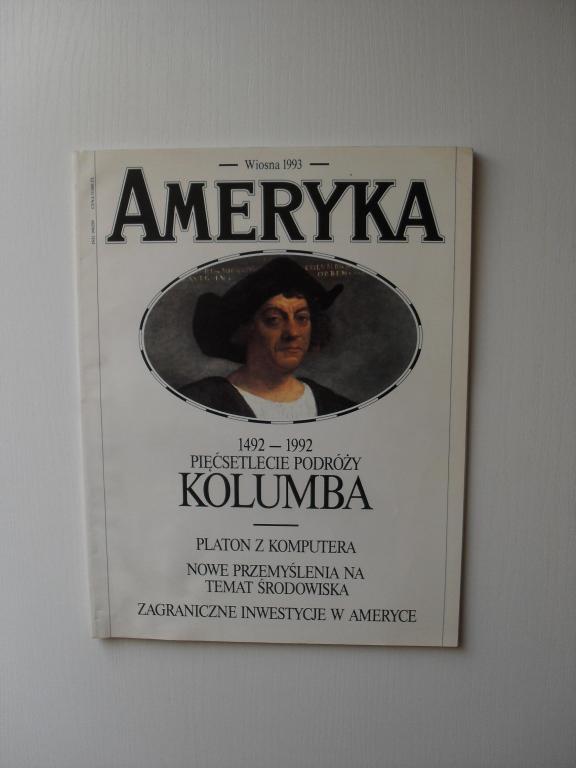 Wiosna 1993
AMERYKA
1492 — 1992
PIĘĆSETLECIE PODRÓŻY
KOLUMBA
PLATON Z KOMPUTERA
NOWE PRZEMYŚLENIA NA
TEMAT ŚRODOWISKA
ZAGRANICZNE INWESTYCJE W AMERYCE